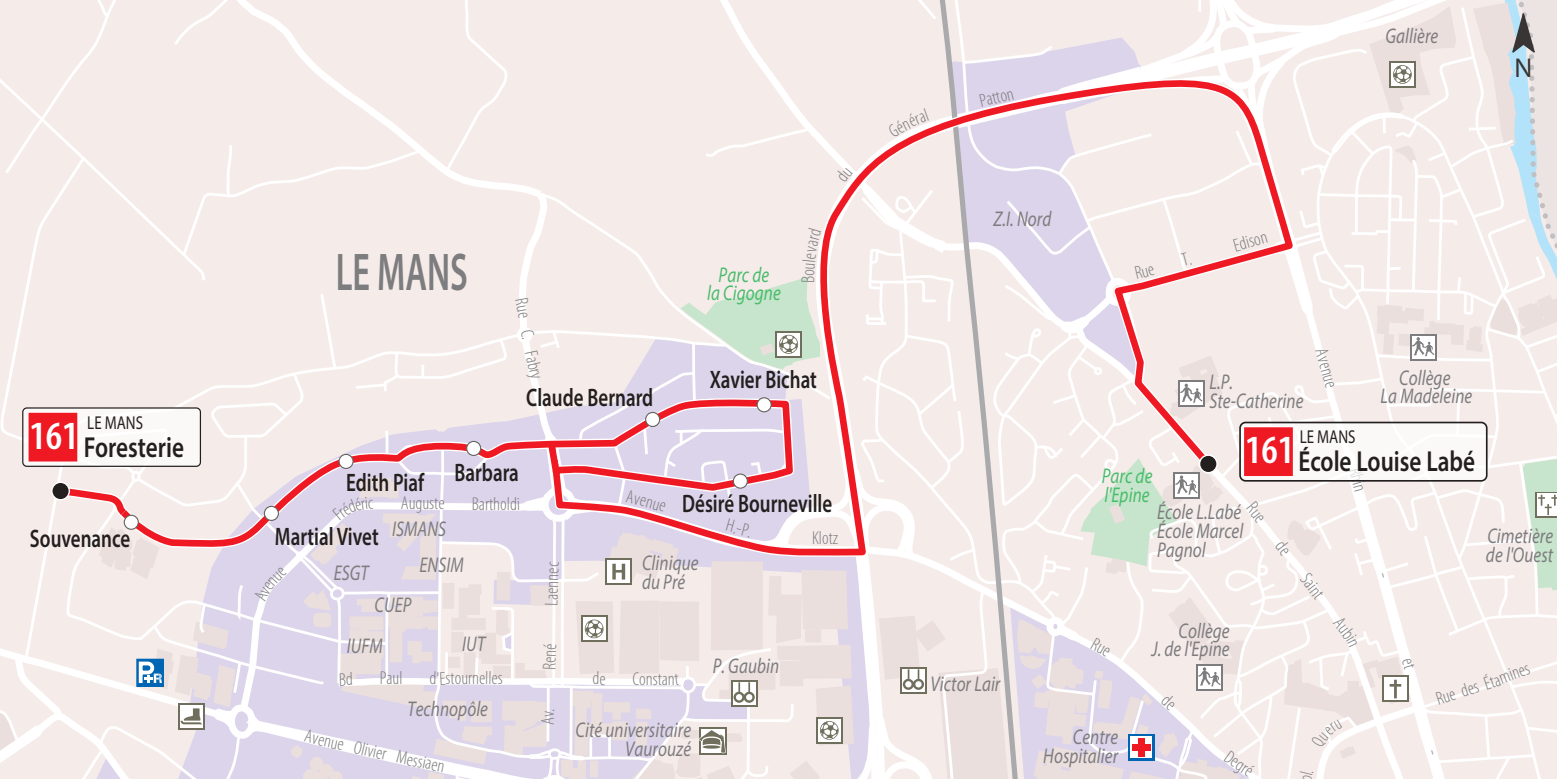 Gallière
N
Patton
Général
du
Boulevard
Z.I. Nord
Edison
T.
Rue
LE MANS
Parc de
la Cigogne
Rue C. Fabry
Xavier Bichat
Claude Bernard
161 LE MANS
Foresterie
Edith Piaf
Barbara
Désiré Bourneville
Souvenance
Martial Vivet
Avenue
Frédéric
Auguste
Bartholdi
Avenue
H.-P.
Klotz
ISMANS
ENSIM
ESGT
CUEP
IUFM
IUT
H
Clinique
du Pré
Laennec
René
Av.
Bd Paul d'Estournelles de Constant
Technopôle
P. Gaubin
Victor Lair
Cité universitaire
Vaurouzé
P+R
Avenue Olivier Messiaen
L.P.
Ste-Catherine
Avenue
Collège
La Madeleine
161 LE MANS
École Louise Labé
Parc de
l'Epine
École L.Labé
École Marcel
Pagnol
Rue
de
Saint
Aubin
et
Cimetière
de l'Ouest
Collège
J. de l'Epine
Rue
de
Degré
Rue des Étamines
Queru
Centre
Hospitalier